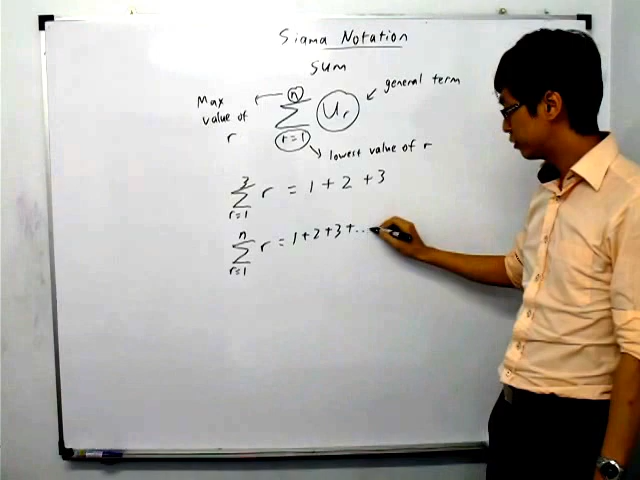 Sigma Notation
Sum
Max value of r
n
∑ Uᵣ
r=1
general term
lowest value of r
3
∑ r = 1 + 2 + 3
r=1
n
∑ r = 1+2+3+...
r=1